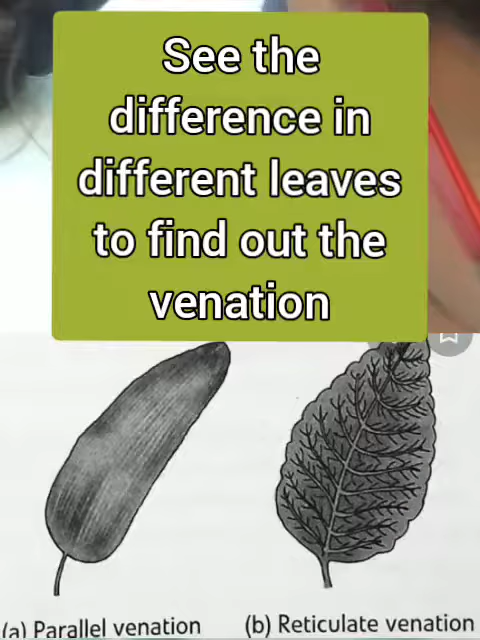 See the
difference in
different leaves
to find out the
venation
(a) Parallel venation
(b) Reticulate venation